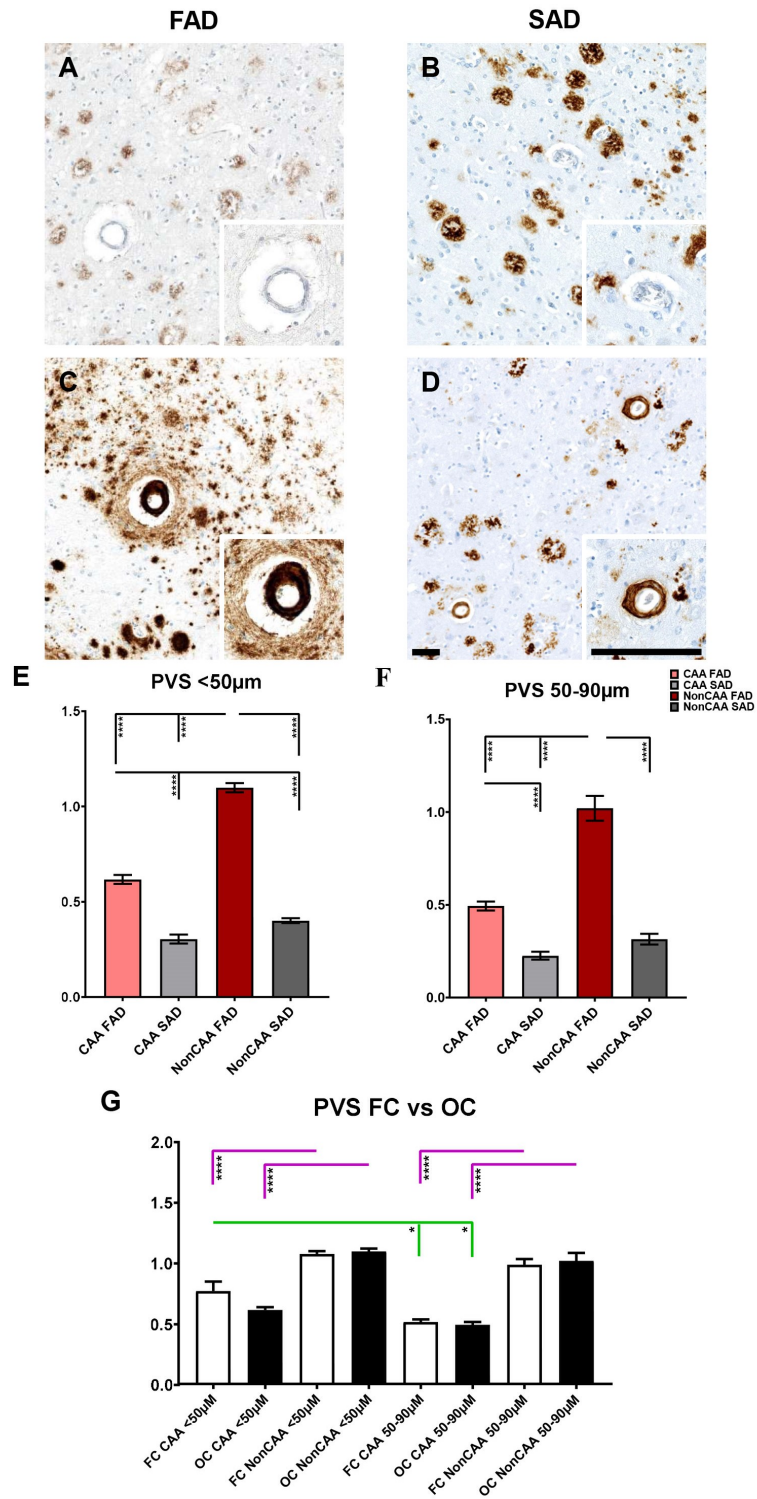 FAD SAD
A B
C D
E PVS <50µm
F PVS 50-90µm
CAA FAD
CAA SAD
NonCAA FAD
NonCAA SAD
1.5
1.0
0.5
0.0
**** **** ****
**** ****
CAA FAD
CAA SAD
NonCAA FAD
NonCAA SAD
1.5
1.0
0.5
0.0
**** **** ****
****
CAA FAD
CAA SAD
NonCAA FAD
NonCAA SAD
G PVS FC vs OC
2.0
1.5
1.0
0.5
0.0
**** **** **** ****
* *
FC CAA <50µM
OC CAA <50µM
FC NonCAA <50µM
OC NonCAA <50µM
FC CAA 50-90µM
OC CAA 50-90µM
FC NonCAA 50-90µM
OC NonCAA 50-90µM